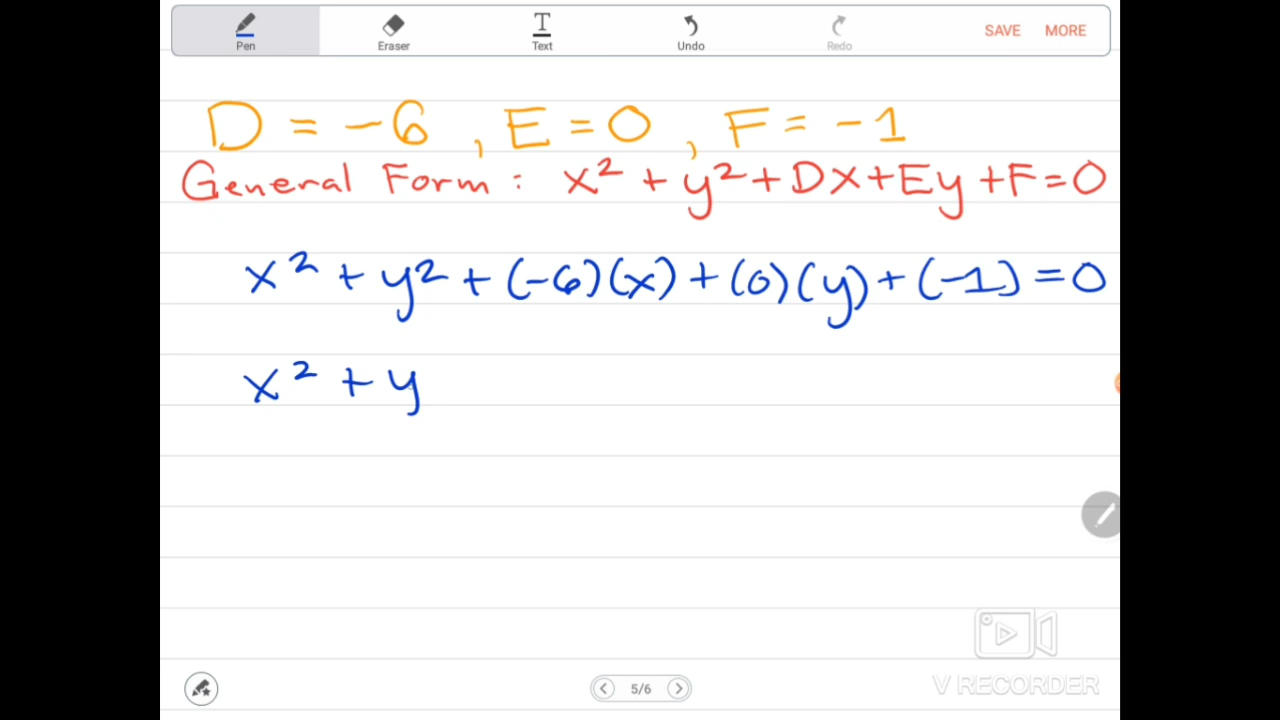 Pen Eraser Text Undo Redo SAVE MORE
D = -6 , E = 0 , F = -1
General Form : x² + y² + Dx + Ey + F = 0
x² + y² + (-6)(x) + (0)(y) + (-1) = 0
x² + y
5/6
V RECORDER